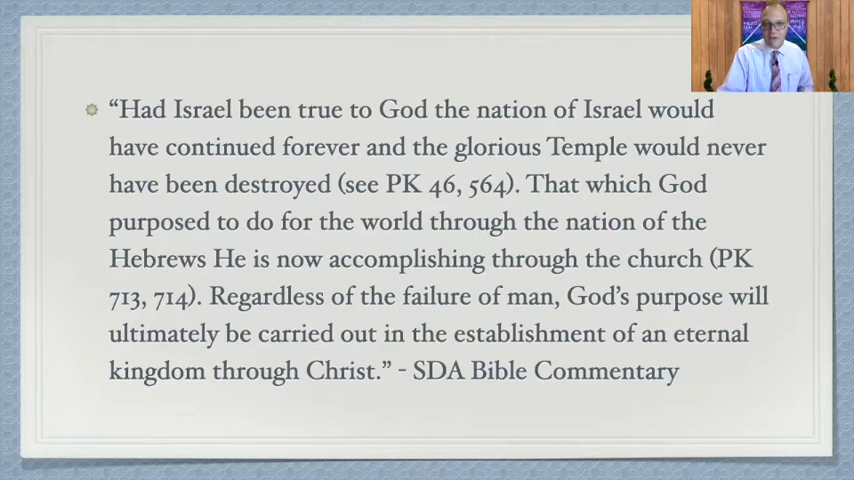 “Had Israel been true to God the nation of Israel would
have continued forever and the glorious Temple would never
have been destroyed (see PK 46, 564). That which God
purposed to do for the world through the nation of the
Hebrews He is now accomplishing through the church (PK
713, 714). Regardless of the failure of man, God’s purpose will
ultimately be carried out in the establishment of an eternal
kingdom through Christ.” - SDA Bible Commentary